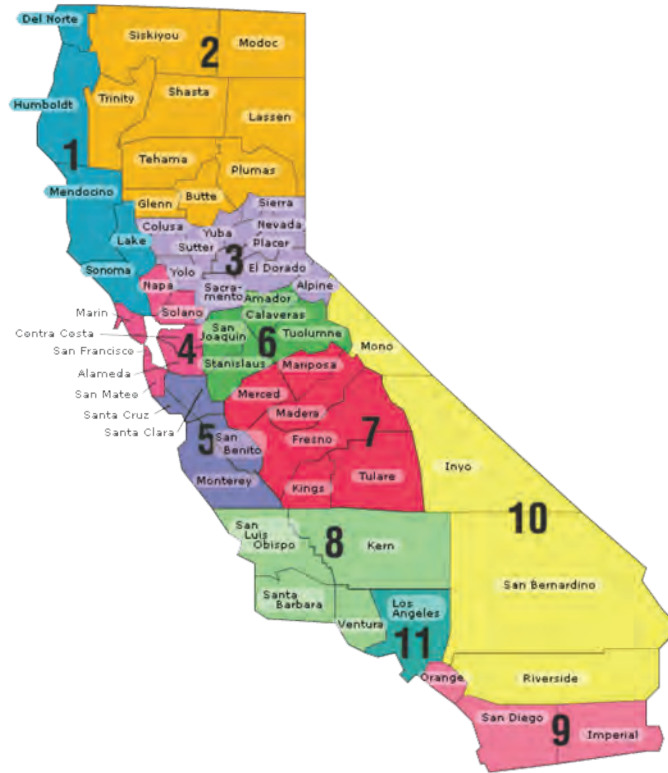 Del Norte
Siskiyou
Modoc
2
Humboldt
Trinity
Shasta
Lassen
1
Tehama
Plumas
Mendocino
Glenn
Butte
Sierra
Colusa
Yuba
Nevada
Lake
Sutter
Placer
3
Sonoma
Yolo
El Dorado
Napa
Sacra-
mento
Alpine
Amador
Marin
Solano
Calaveras
Contra Costa
San
Joaquin
6
Tuolumne
Mono
San Francisco
4
Stanislaus
Mariposa
Alameda
San Mateo
Merced
Santa Cruz
Madera
Santa Clara
5
San
Benito
Fresno
7
Inyo
Monterey
Kings
Tulare
10
San
Luis
Obispo
8
Kern
San Bernardino
Santa
Barbara
Los
Angeles
Ventura
11
Orange
Riverside
San Diego
9
Imperial